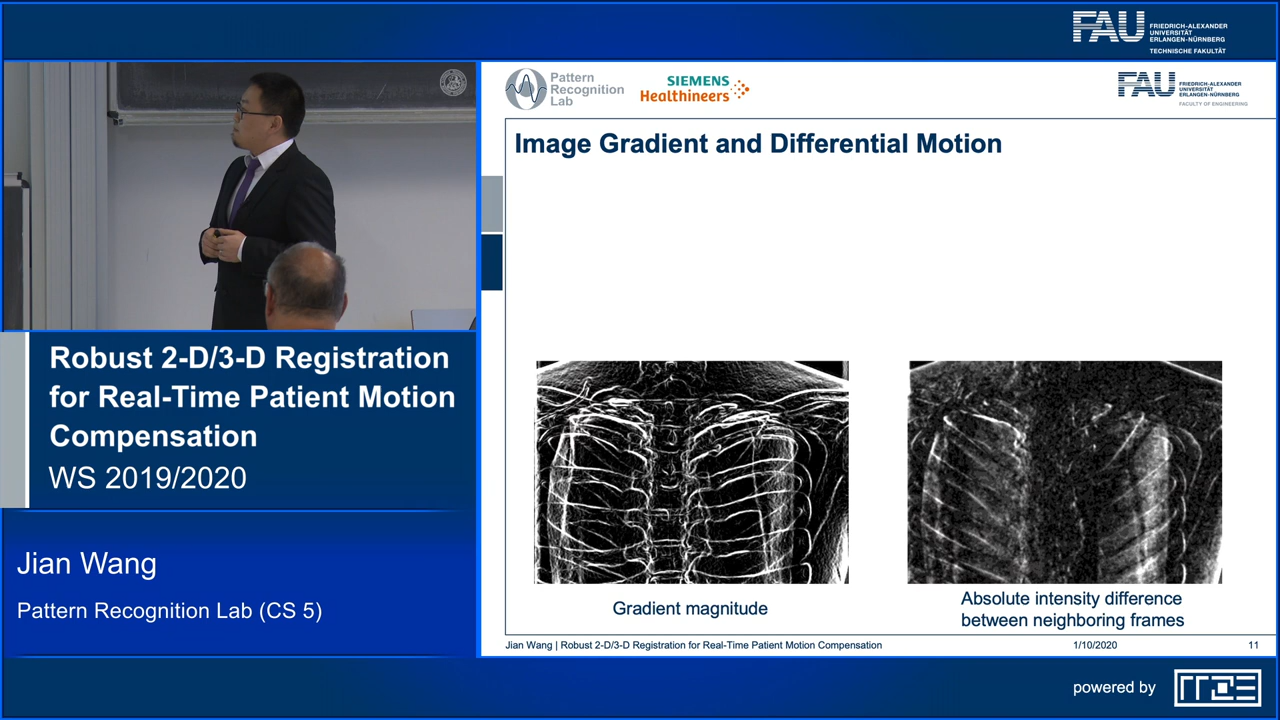 FAU
FRIEDRICH-ALEXANDER
UNIVERSITÄT
ERLANGEN-NÜRNBERG
TECHNISCHE FAKULTÄT
Pattern
Recognition
Lab
SIEMENS
Healthineers
FAU
FRIEDRICH-ALEXANDER
UNIVERSITÄT
ERLANGEN-NÜRNBERG
FACULTY OF ENGINEERING
Image Gradient and Differential Motion
Gradient magnitude
Absolute intensity difference
between neighboring frames
Jian Wang | Robust 2-D/3-D Registration for Real-Time Patient Motion Compensation
1/10/2020
11
Robust 2-D/3-D Registration
for Real-Time Patient Motion
Compensation
WS 2019/2020
Jian Wang
Pattern Recognition Lab (CS 5)
powered by
RRZE